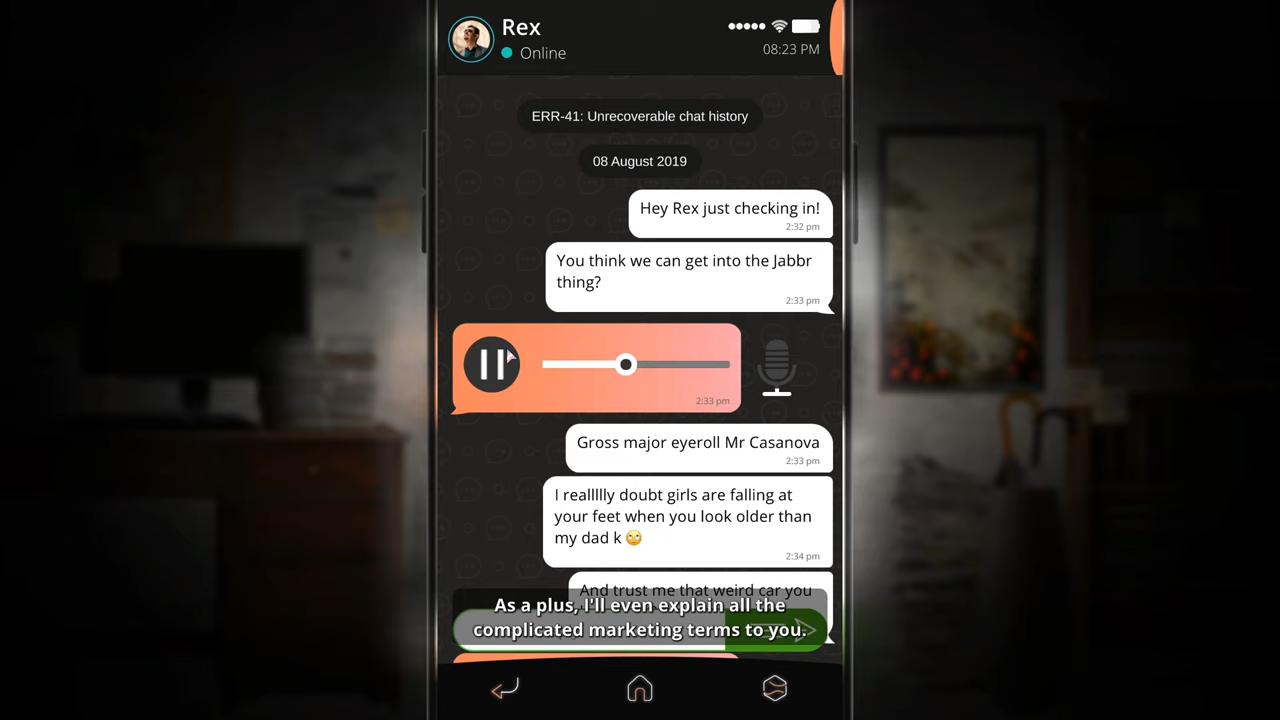 Rex
Online
08:23 PM
ERR-41: Unrecoverable chat history
08 August 2019
Hey Rex just checking in!
2:32 pm
You think we can get into the Jabbr
thing?
2:33 pm
2:33 pm
Gross major eyeroll Mr Casanova
2:33 pm
I reallllly doubt girls are falling at
your feet when you look older than
my dad k 🙄
2:34 pm
And trust me that weird car you
As a plus, I'll even explain all the
complicated marketing terms to you.